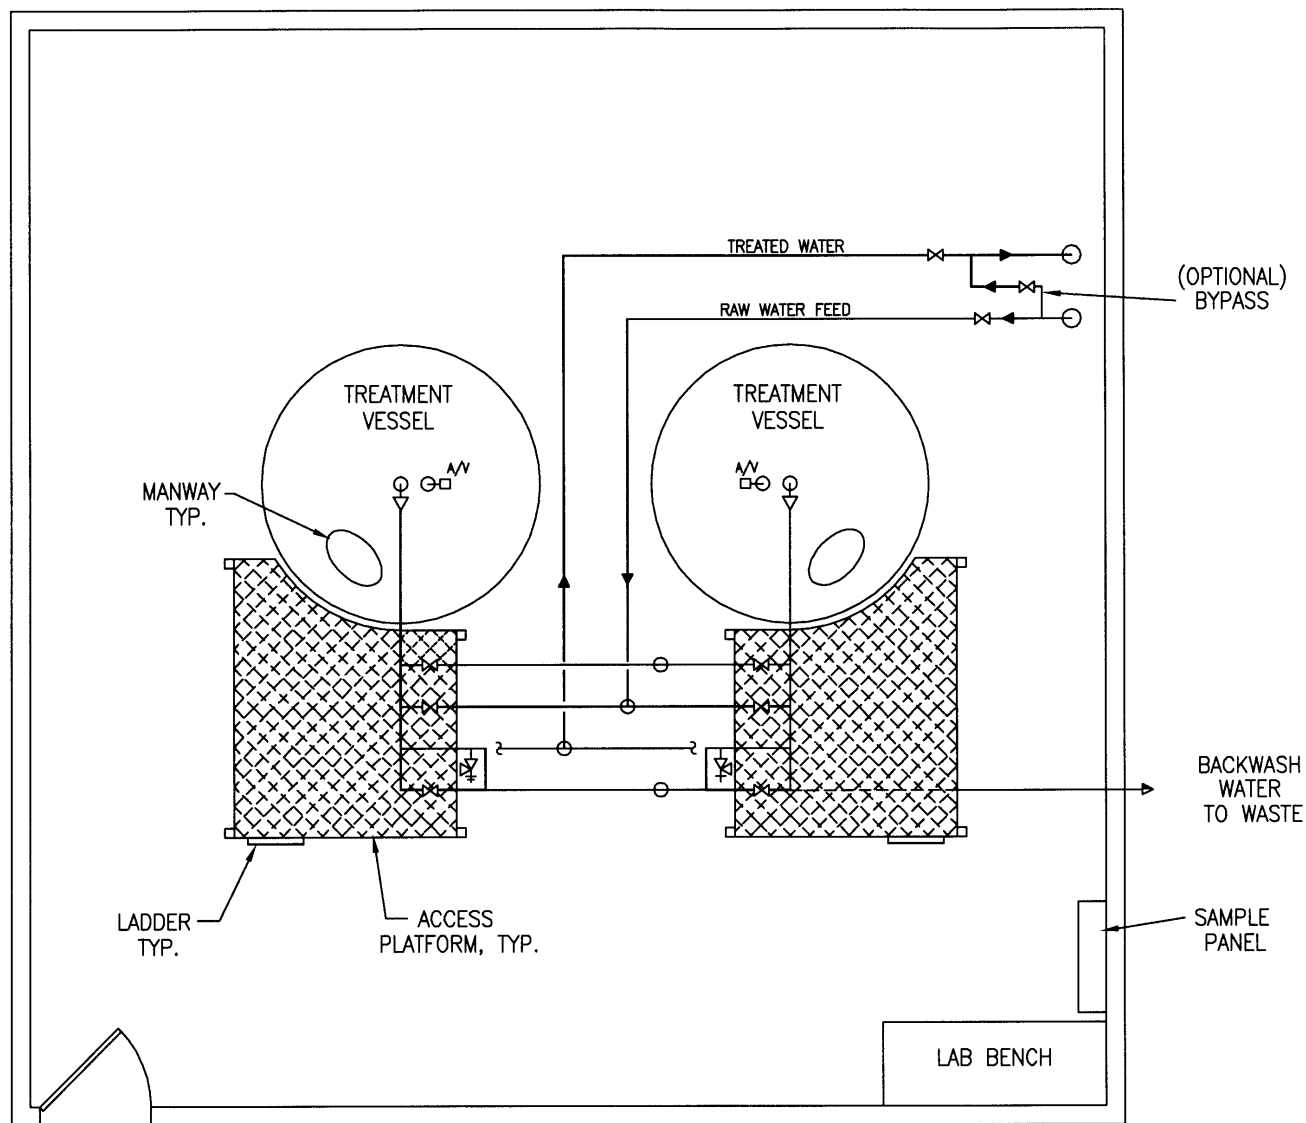 TREATED WATER
(OPTIONAL)
BYPASS
RAW WATER FEED
TREATMENT
VESSEL
TREATMENT
VESSEL
A/V
A/V
MANWAY
TYP.
BACKWASH
WATER
TO WASTE
LADDER
TYP.
ACCESS
PLATFORM, TYP.
SAMPLE
PANEL
LAB BENCH